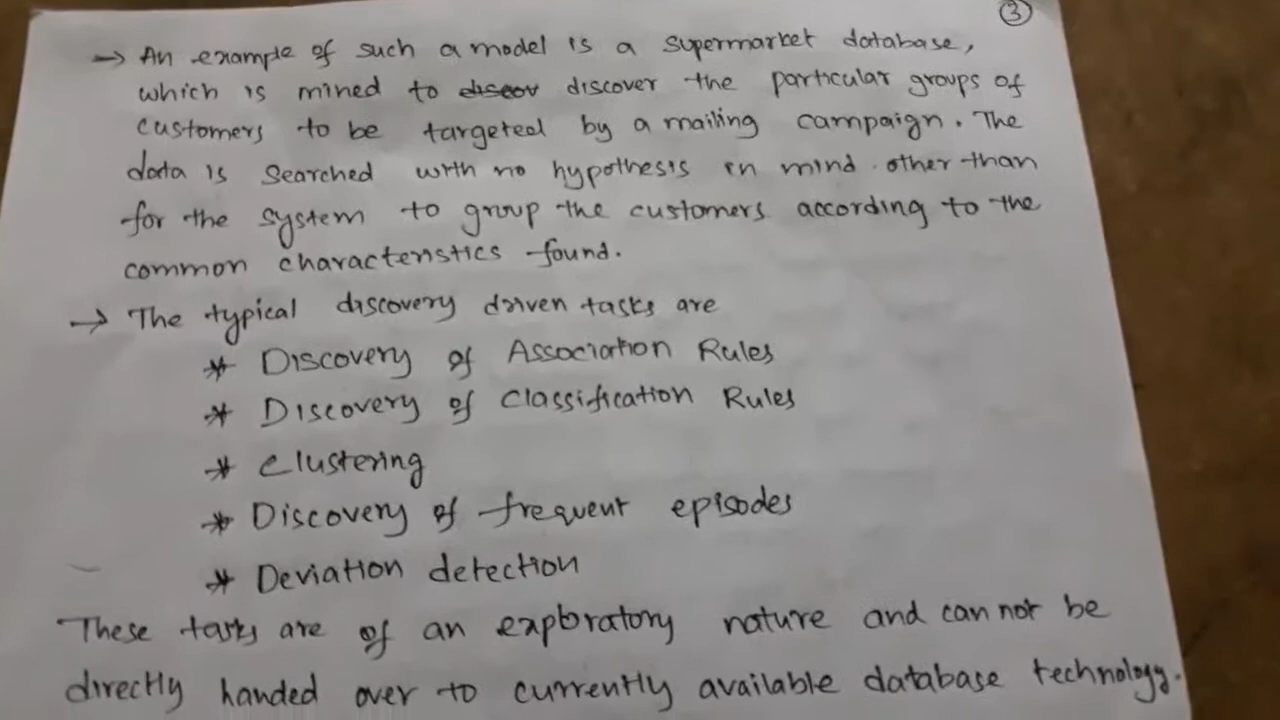 ③
→ An example of such a model is a supermarket database,
which is mined to discov discover the particular groups of
customers to be targeted by a mailing campaign. The
data is searched with no hypothesis in mind other than
for the system to group the customers according to the
common characteristics found.
→ The typical discovery driven tasks are
* Discovery of Association Rules
* Discovery of Classification Rules
* Clustering
* Discovery of frequent episodes
* Deviation detection
These tasks are of an exploratory nature and can not be
directly handed over to currently available database technology.